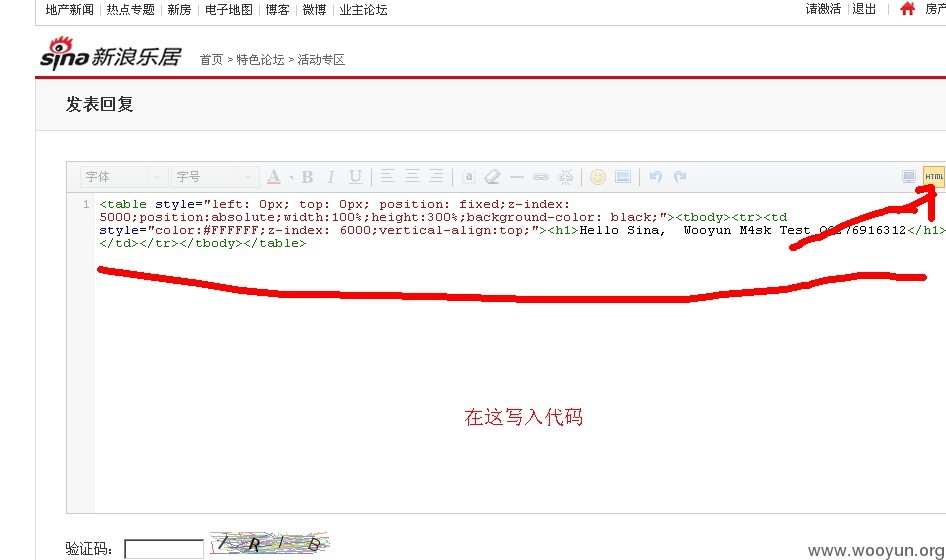 地产新闻 | 热点专题 | 新房 | 电子地图 | 博客 | 微博 | 业主论坛 请激活 | 退出 房产
sina 新浪乐居 首页 > 特色论坛 > 活动专区
发表回复
字体 字号 A B I U a HTML
1 <table style="left: 0px; top: 0px; position: fixed;z-index:
5000;position:absolute;width:100%;height:300%;background-color: black;"><tbody><tr><td
style="color:#FFFFFF;z-index: 6000;vertical-align:top;"><h1>Hello Sina, Wooyun M4sk Test QQ276916312</h1>
</td></tr></tbody></table>
在这写入代码
验证码:
www.wooyun.org